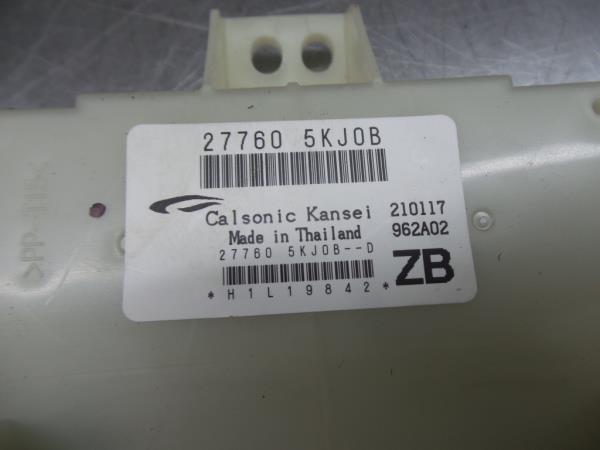 27760 5KJ0B
Calsonic Kansei 210117
Made in Thailand 962A02
27760 5KJ0B--D
ZB
*H1L19842*